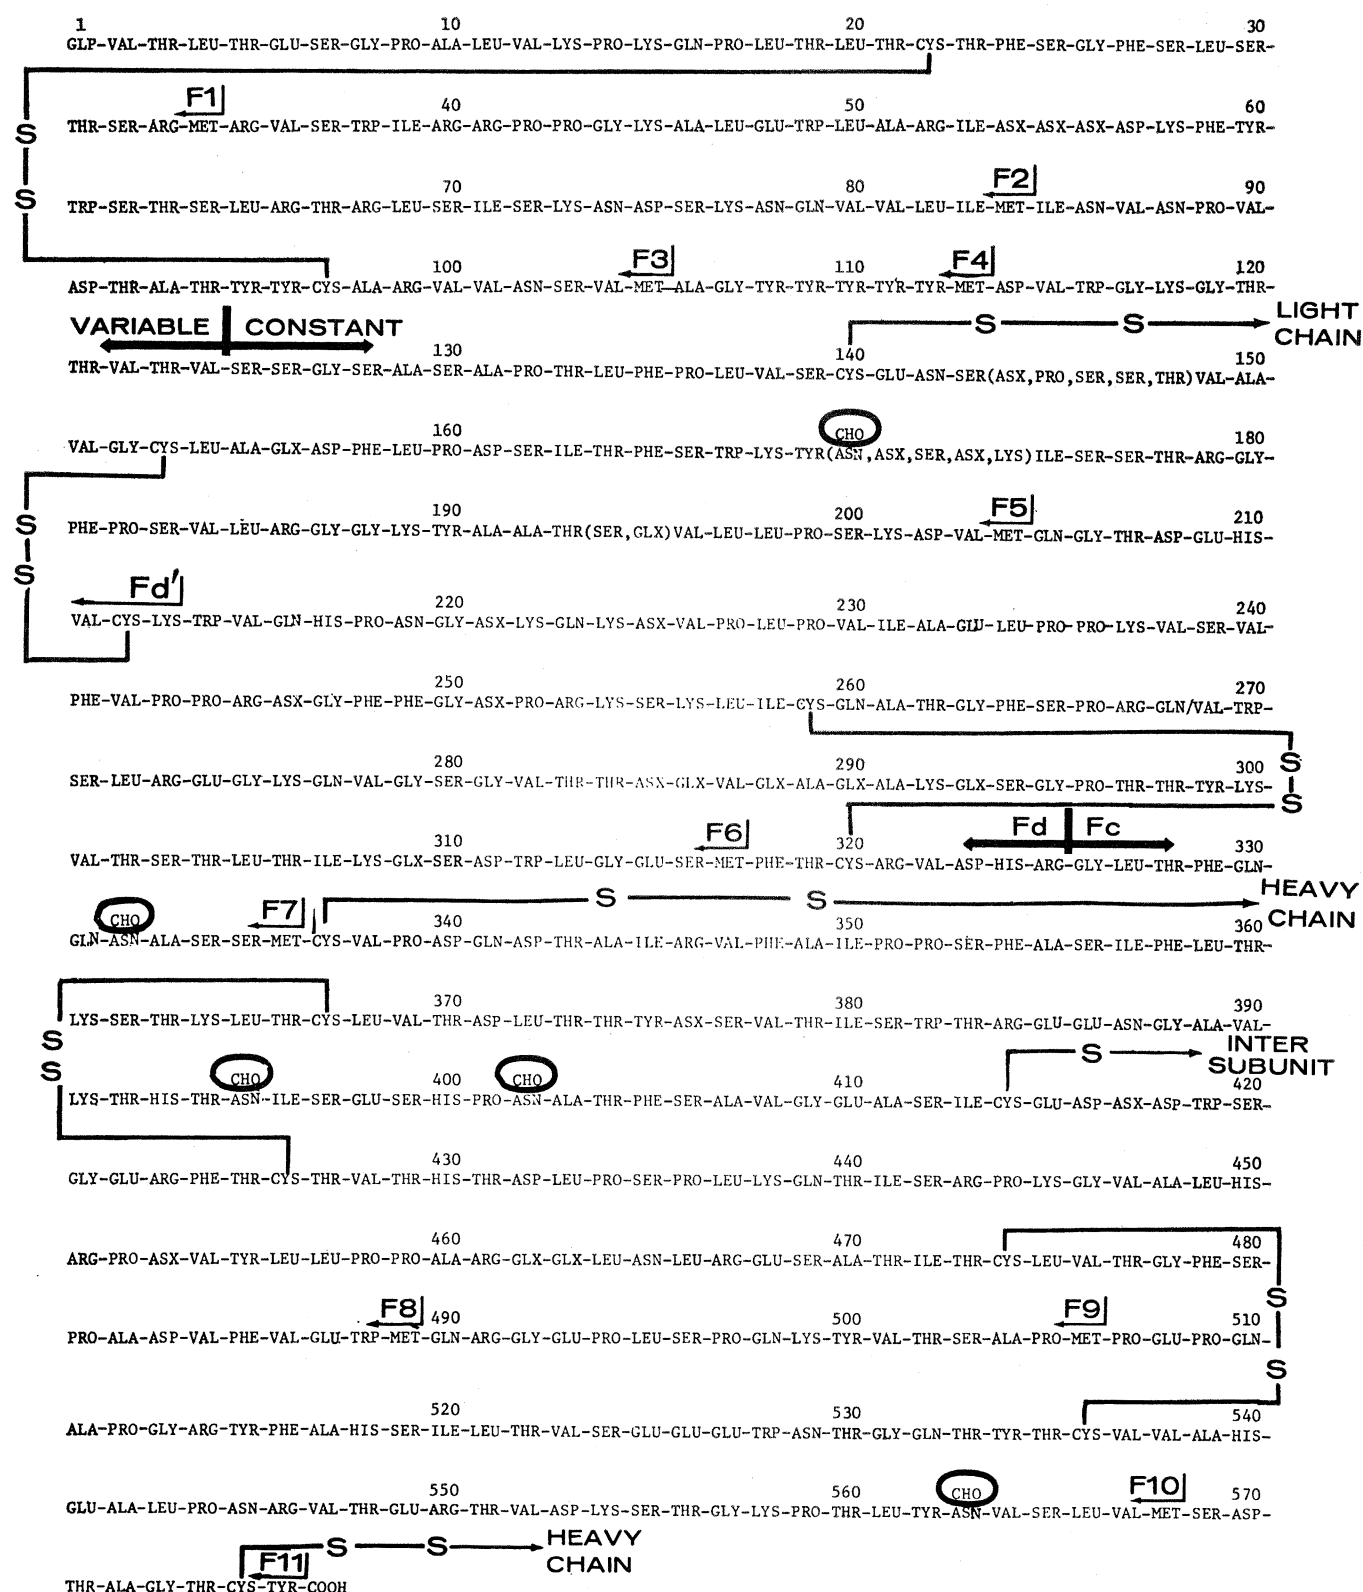 1 10 20 30
GLP-VAL-THR-LEU-THR-GLU-SER-GLY-PRO-ALA-LEU-VAL-LYS-PRO-LYS-GLN-PRO-LEU-THR-LEU-THR-CYS-THR-PHE-SER-GLY-PHE-SER-LEU-SER-
F1 40 50 60
THR-SER-ARG-MET-ARG-VAL-SER-TRP-ILE-ARG-ARG-PRO-PRO-GLY-LYS-ALA-LEU-GLU-TRP-LEU-ALA-ARG-ILE-ASX-ASX-ASX-ASP-LYS-PHE-TYR-
S
S
70 80 F2 90
TRP-SER-THR-SER-LEU-ARG-THR-ARG-LEU-SER-ILE-SER-LYS-ASN-ASP-SER-LYS-ASN-GLN-VAL-VAL-LEU-ILE-MET-ILE-ASN-VAL-ASN-PRO-VAL-
100 F3 110 F4 120
ASP-THR-ALA-THR-TYR-TYR-CYS-ALA-ARG-VAL-VAL-ASN-SER-VAL-MET-ALA-GLY-TYR-TYR-TYR-TYR-TYR-MET-ASP-VAL-TRP-GLY-LYS-GLY-THR-
VARIABLE CONSTANT S S LIGHT CHAIN
130 140 150
THR-VAL-THR-VAL-SER-SER-GLY-SER-ALA-SER-ALA-PRO-THR-LEU-PHE-PRO-LEU-VAL-SER-CYS-GLU-ASN-SER(ASX,PRO,SER,SER,THR)VAL-ALA-
160 CHO 180
VAL-GLY-CYS-LEU-ALA-GLX-ASP-PHE-LEU-PRO-ASP-SER-ILE-THR-PHE-SER-TRP-LYS-TYR(ASN,ASX,SER,ASX,LYS)ILE-SER-SER-THR-ARG-GLY-
190 200 F5 210
PHE-PRO-SER-VAL-LEU-ARG-GLY-GLY-LYS-TYR-ALA-ALA-THR(SER,GLX)VAL-LEU-LEU-PRO-SER-LYS-ASP-VAL-MET-GLN-GLY-THR-ASP-GLU-HIS-
S
S
Fd' 220 230 240
VAL-CYS-LYS-TRP-VAL-GLN-HIS-PRO-ASN-GLY-ASX-LYS-GLN-LYS-ASX-VAL-PRO-LEU-PRO-VAL-ILE-ALA-GLU-LEU-PRO-PRO-LYS-VAL-SER-VAL-
250 260 270
PHE-VAL-PRO-PRO-ARG-ASX-GLY-PHE-PHE-GLY-ASX-PRO-ARG-LYS-SER-LYS-LEU-ILE-CYS-GLN-ALA-THR-GLY-PHE-SER-PRO-ARG-GLN/VAL-TRP-
280 290 300
SER-LEU-ARG-GLU-GLY-LYS-GLN-VAL-GLY-SER-GLY-VAL-THR-THR-ASX-GLX-VAL-GLX-ALA-GLX-ALA-LYS-GLX-SER-GLY-PRO-THR-THR-TYR-LYS-
S
S
310 F6 320 Fd Fc 330
VAL-THR-SER-THR-LEU-THR-ILE-LYS-GLX-SER-ASP-TRP-LEU-GLY-GLU-SER-MET-PHE-THR-CYS-ARG-VAL-ASP-HIS-ARG-GLY-LEU-THR-PHE-GLN-
CHO F7 S S HEAVY CHAIN
340 350 360
GLN-ASN-ALA-SER-SER-MET-CYS-VAL-PRO-ASP-GLN-ASP-THR-ALA-ILE-ARG-VAL-PHE-ALA-ILE-PRO-PRO-SER-PHE-ALA-SER-ILE-PHE-LEU-THR-
370 380 390
LYS-SER-THR-LYS-LEU-THR-CYS-LEU-VAL-THR-ASP-LEU-THR-THR-TYR-ASX-SER-VAL-THR-ILE-SER-TRP-THR-ARG-GLU-GLU-ASN-GLY-ALA-VAL-
S
S
S INTER SUBUNIT
CHO 400 CHO 410 420
LYS-THR-HIS-THR-ASN-ILE-SER-GLU-SER-HIS-PRO-ASN-ALA-THR-PHE-SER-ALA-VAL-GLY-GLU-ALA-SER-ILE-CYS-GLU-ASP-ASX-ASP-TRP-SER-
430 440 450
GLY-GLU-ARG-PHE-THR-CYS-THR-VAL-THR-HIS-THR-ASP-LEU-PRO-SER-PRO-LEU-LYS-GLN-THR-ILE-SER-ARG-PRO-LYS-GLY-VAL-ALA-LEU-HIS-
460 470 480
ARG-PRO-ASX-VAL-TYR-LEU-LEU-PRO-PRO-ALA-ARG-GLX-GLX-LEU-ASN-LEU-ARG-GLU-SER-ALA-THR-ILE-THR-CYS-LEU-VAL-THR-GLY-PHE-SER-
S
F8 490 500 F9 510
PRO-ALA-ASP-VAL-PHE-VAL-GLU-TRP-MET-GLN-ARG-GLY-GLU-PRO-LEU-SER-PRO-GLN-LYS-TYR-VAL-THR-SER-ALA-PRO-MET-PRO-GLU-PRO-GLN-
S
520 530 540
ALA-PRO-GLY-ARG-TYR-PHE-ALA-HIS-SER-ILE-LEU-THR-VAL-SER-GLU-GLU-GLU-TRP-ASN-THR-GLY-GLN-THR-TYR-THR-CYS-VAL-VAL-ALA-HIS-
550 560 CHO F10 570
GLU-ALA-LEU-PRO-ASN-ARG-VAL-THR-GLU-ARG-THR-VAL-ASP-LYS-SER-THR-GLY-LYS-PRO-THR-LEU-TYR-ASN-VAL-SER-LEU-VAL-MET-SER-ASP-
F11 S S HEAVY CHAIN
THR-ALA-GLY-THR-CYS-TYR-COOH